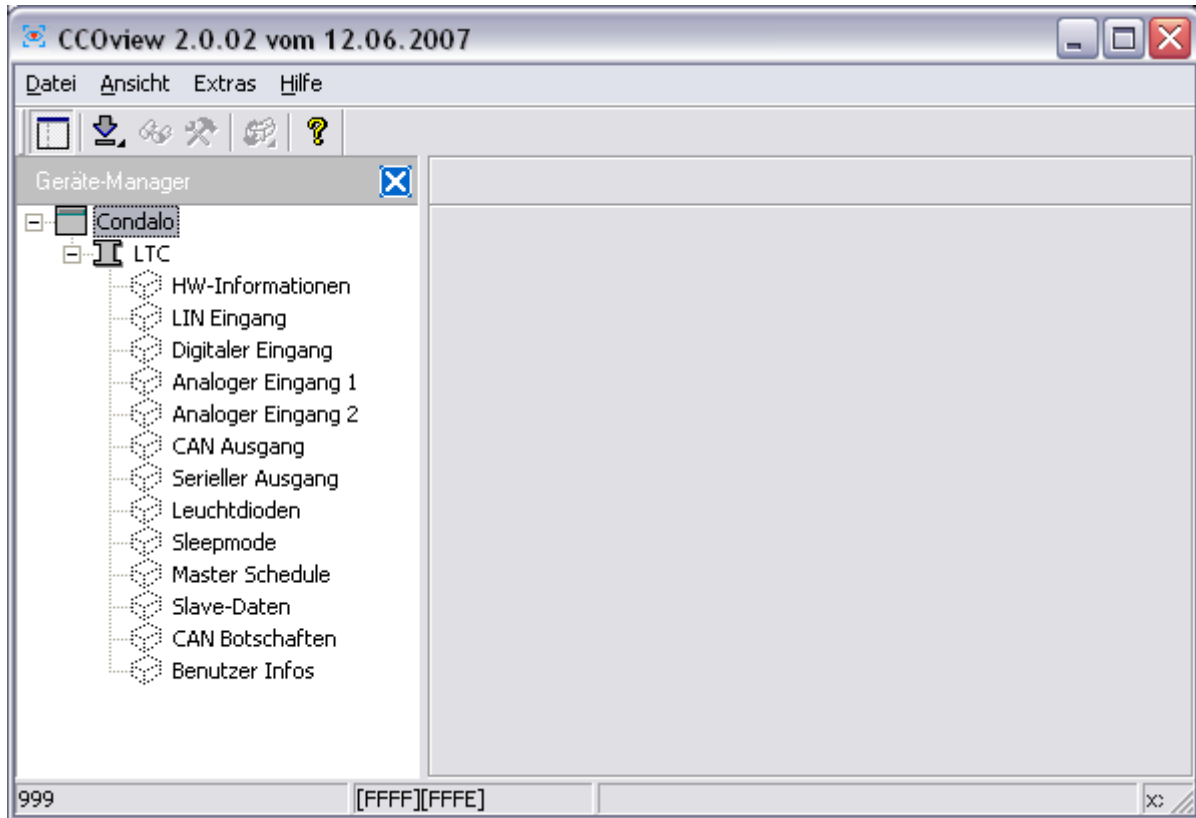 CCOview 2.0.02 vom 12.06.2007
Datei Ansicht Extras Hilfe
Geräte-Manager
Condalo
LTC
HW-Informationen
LIN Eingang
Digitaler Eingang
Analoger Eingang 1
Analoger Eingang 2
CAN Ausgang
Serieller Ausgang
Leuchtdioden
Sleepmode
Master Schedule
Slave-Daten
CAN Botschaften
Benutzer Infos
999 [FFFF][FFFE] x: